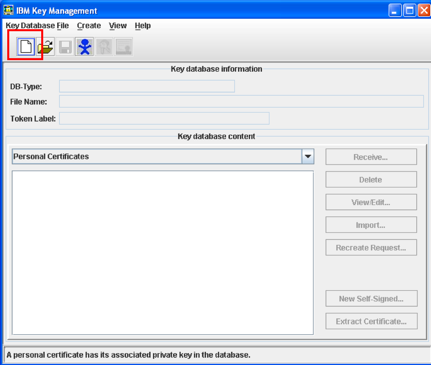 IBM Key Management
Key Database File Create View Help
Key database information
DB-Type:
File Name:
Token Label:
Key database content
Personal Certificates
Receive...
Delete
View/Edit...
Import...
Recreate Request...
New Self-Signed...
Extract Certificate...
A personal certificate has its associated private key in the database.